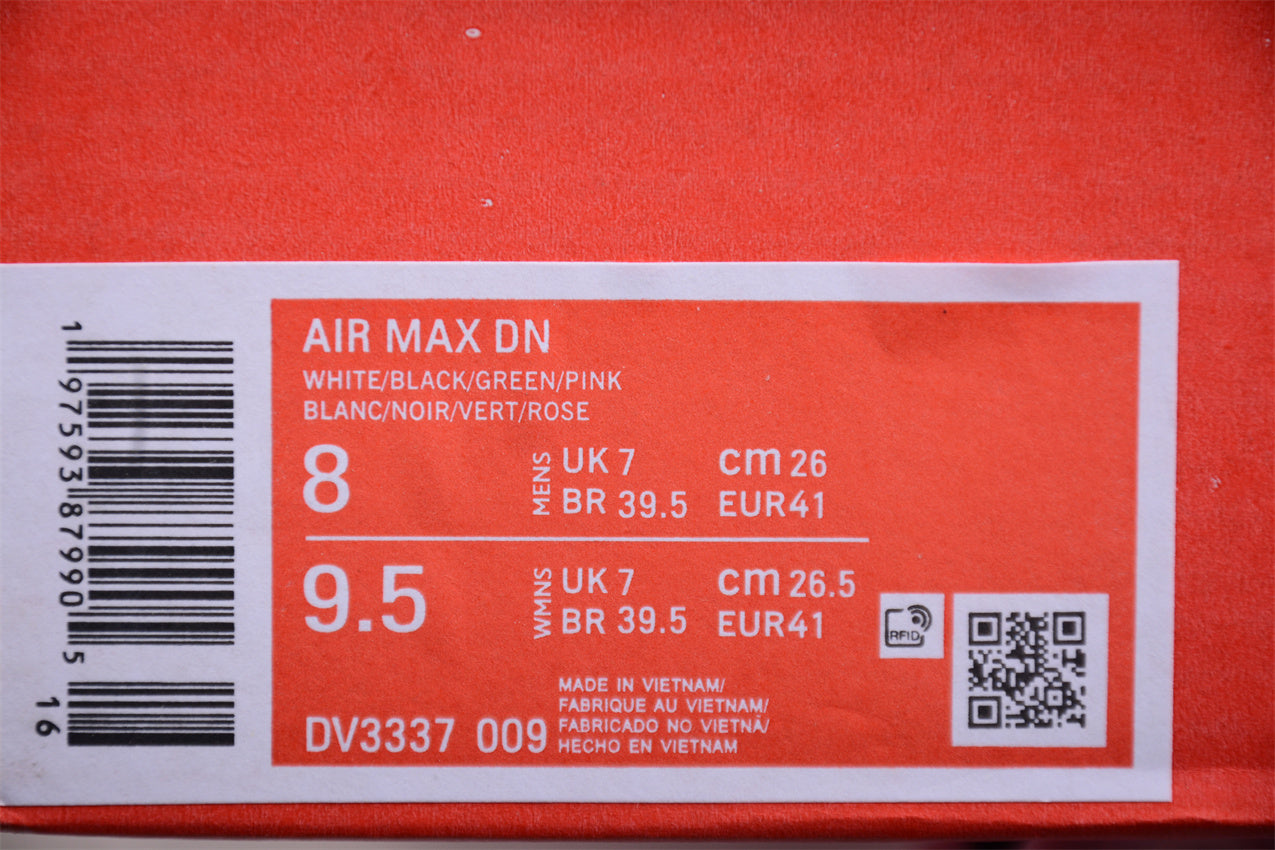 AIR MAX DN
WHITE/BLACK/GREEN/PINK
BLANC/NOIR/VERT/ROSE
8 MENS UK 7 cm 26
BR 39.5 EUR41
9.5 WMNS UK 7 cm 26.5
BR 39.5 EUR41
RFID
MADE IN VIETNAM/
FABRIQUE AU VIETNAM/
FABRICADO NO VIETNÃ/
HECHO EN VIETNAM
DV3337 009
1 97593 87990 5
16